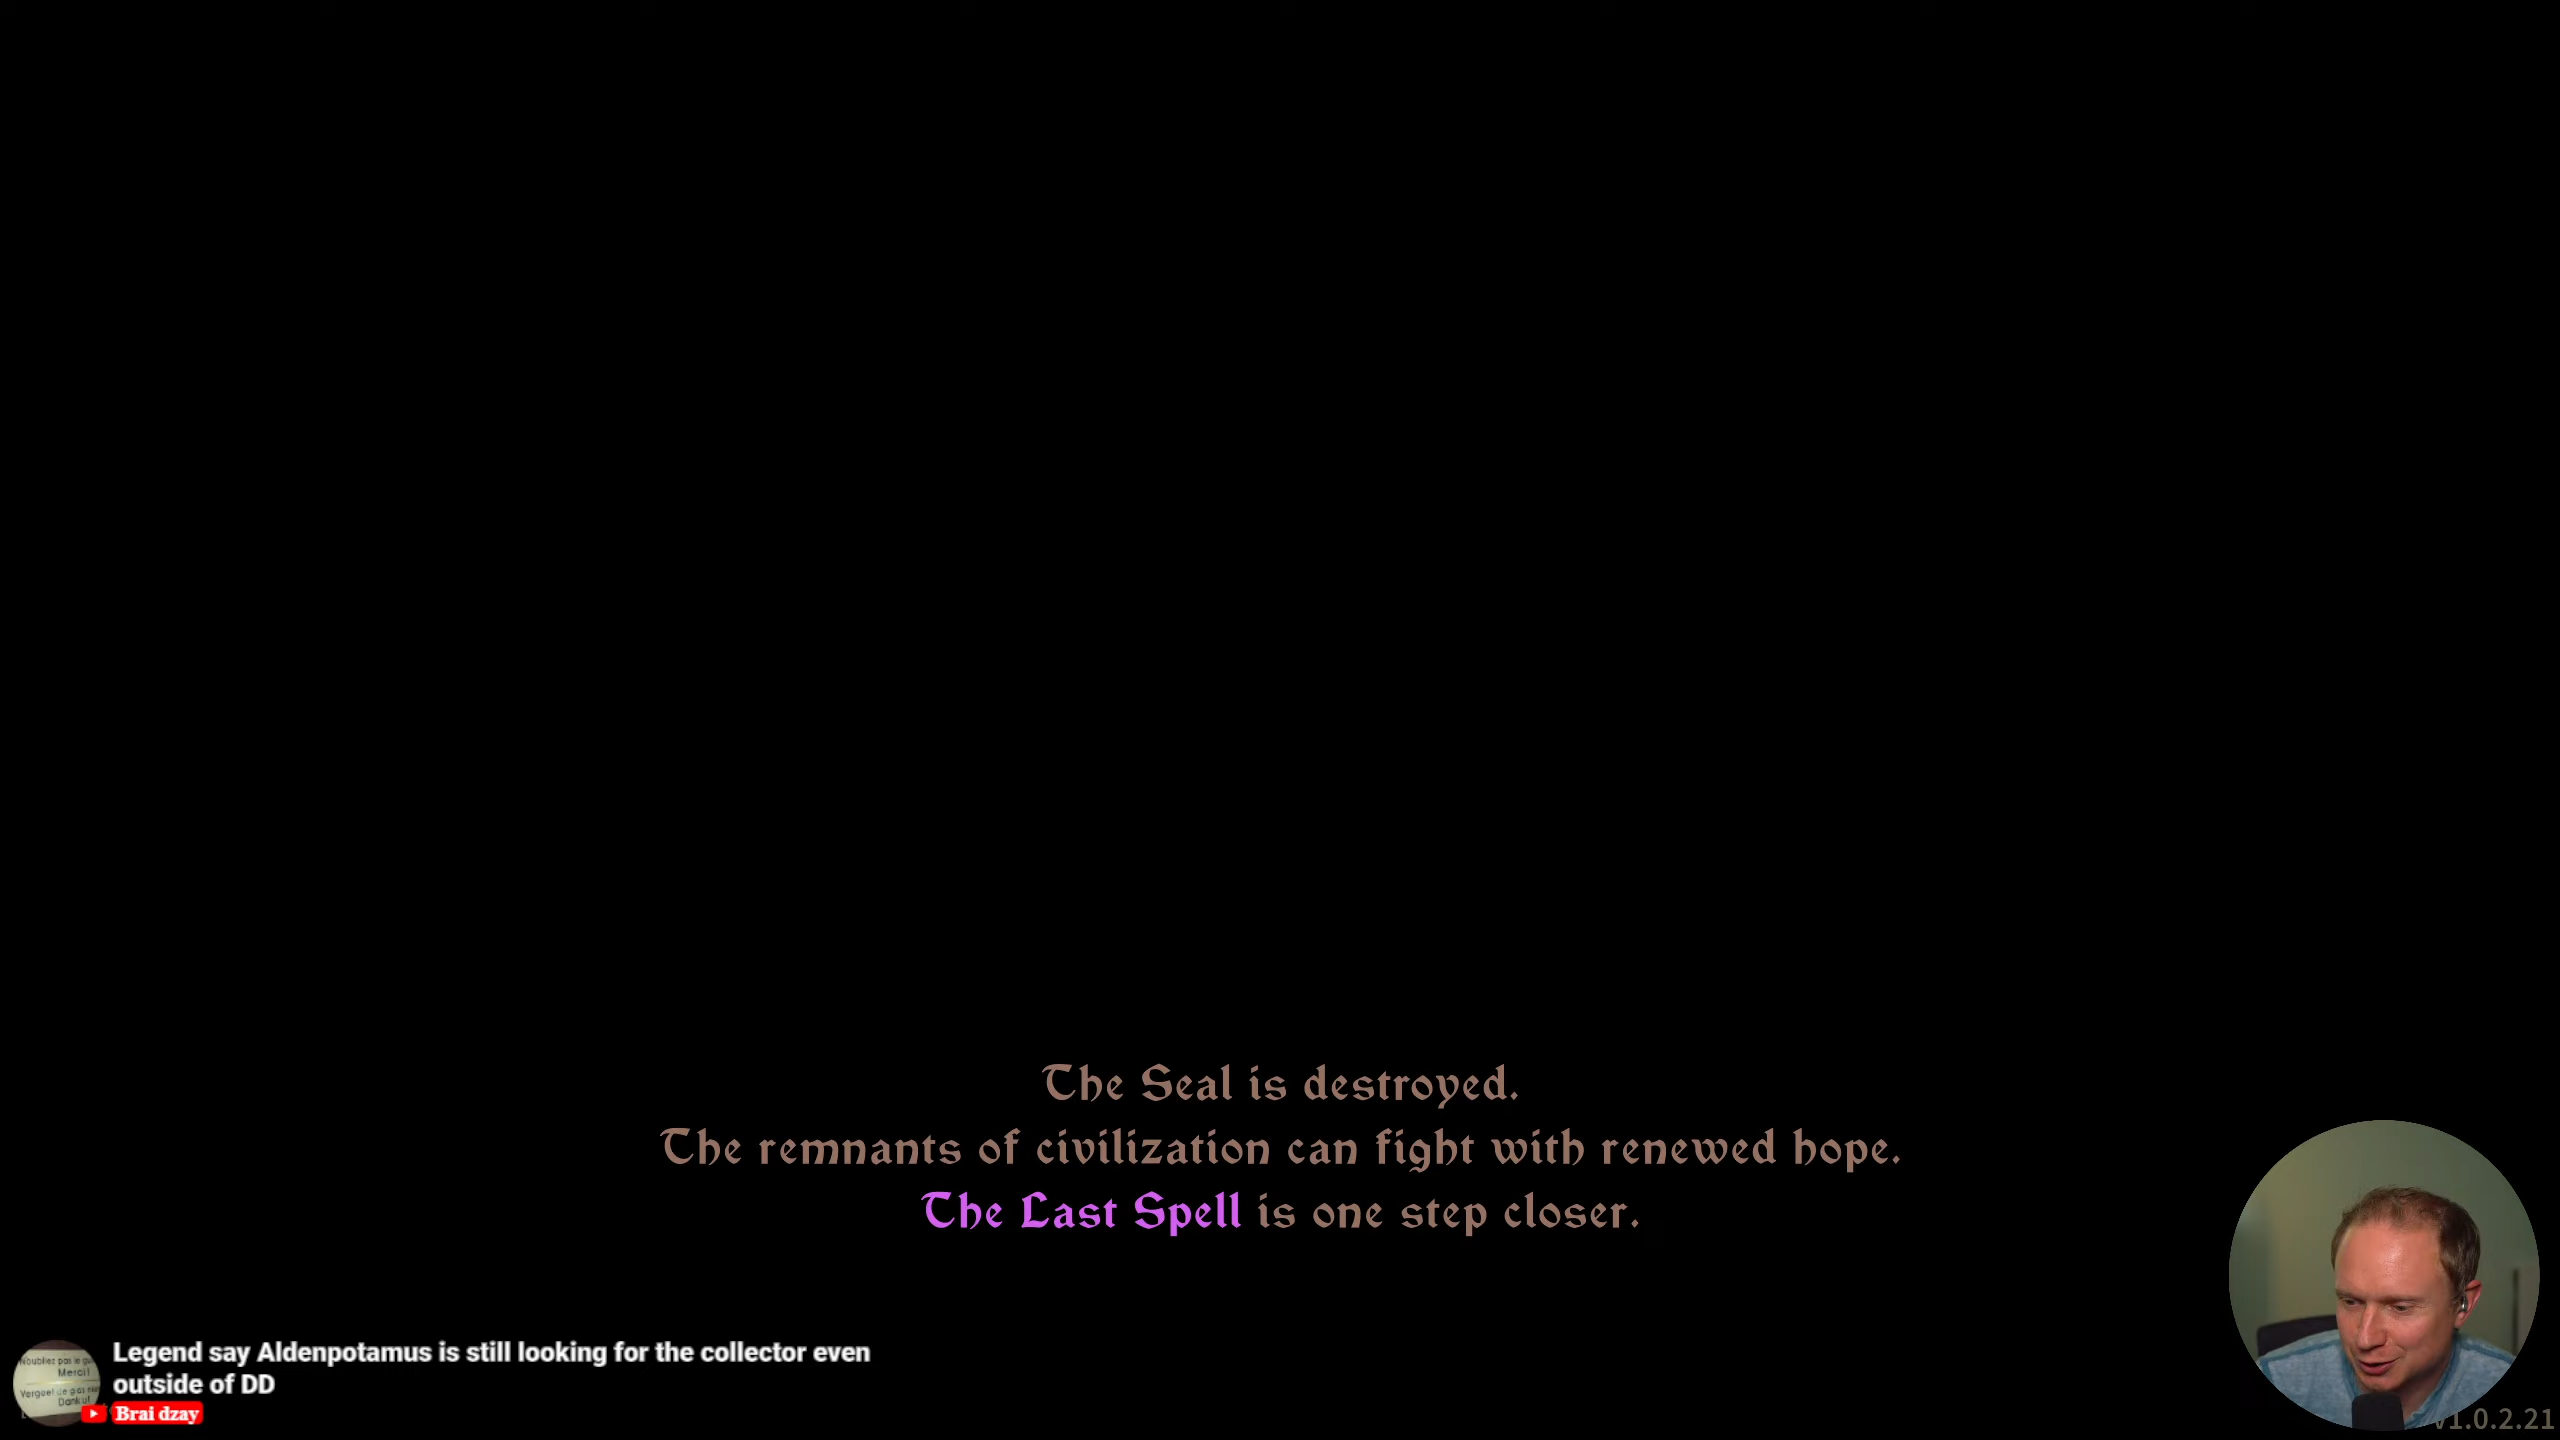 The Seal is destroyed.
The remnants of civilization can fight with renewed hope.
The Last Spell is one step closer.
Legend say Aldenpotamus is still looking for the collector even
outside of DD
Merci!
Brai dzay
v1.0.2.21